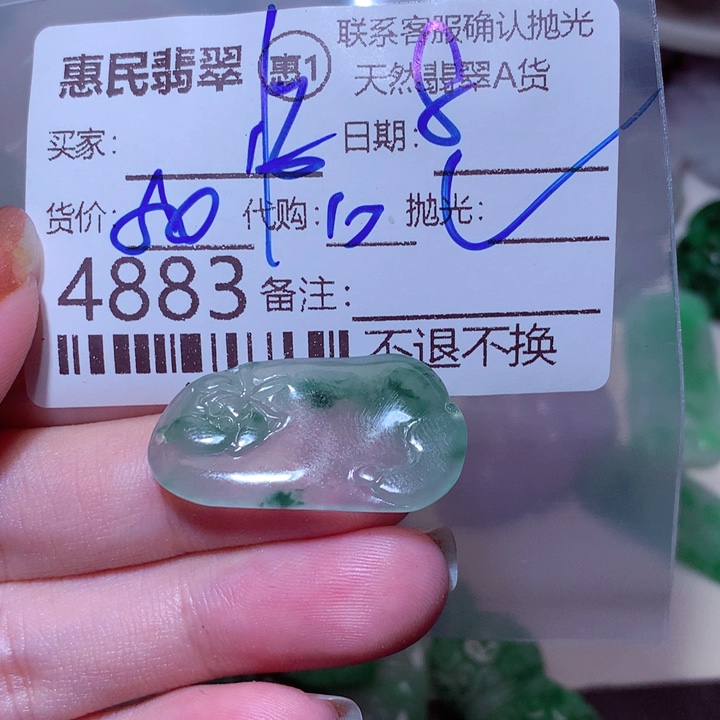 惠民翡翠 惠1 联系客服确认抛光
天然翡翠A货
买家: 日期: 8
货价: 80 代购: 12 抛光:
4883 备注:
不退不换